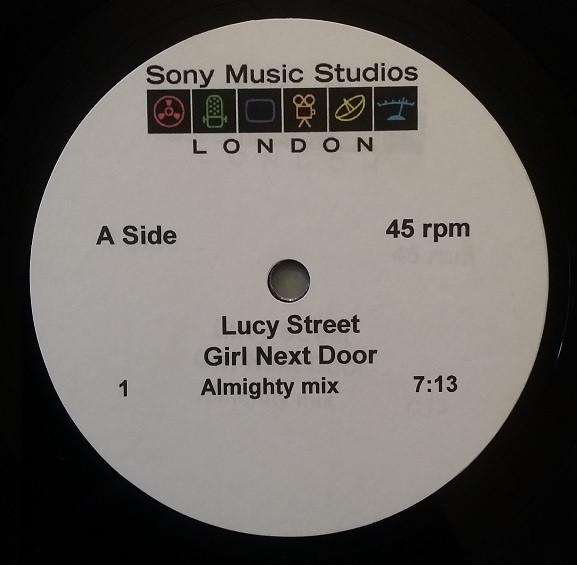 Sony Music Studios
LONDON
A Side 45 rpm
Lucy Street
Girl Next Door
1 Almighty mix 7:13